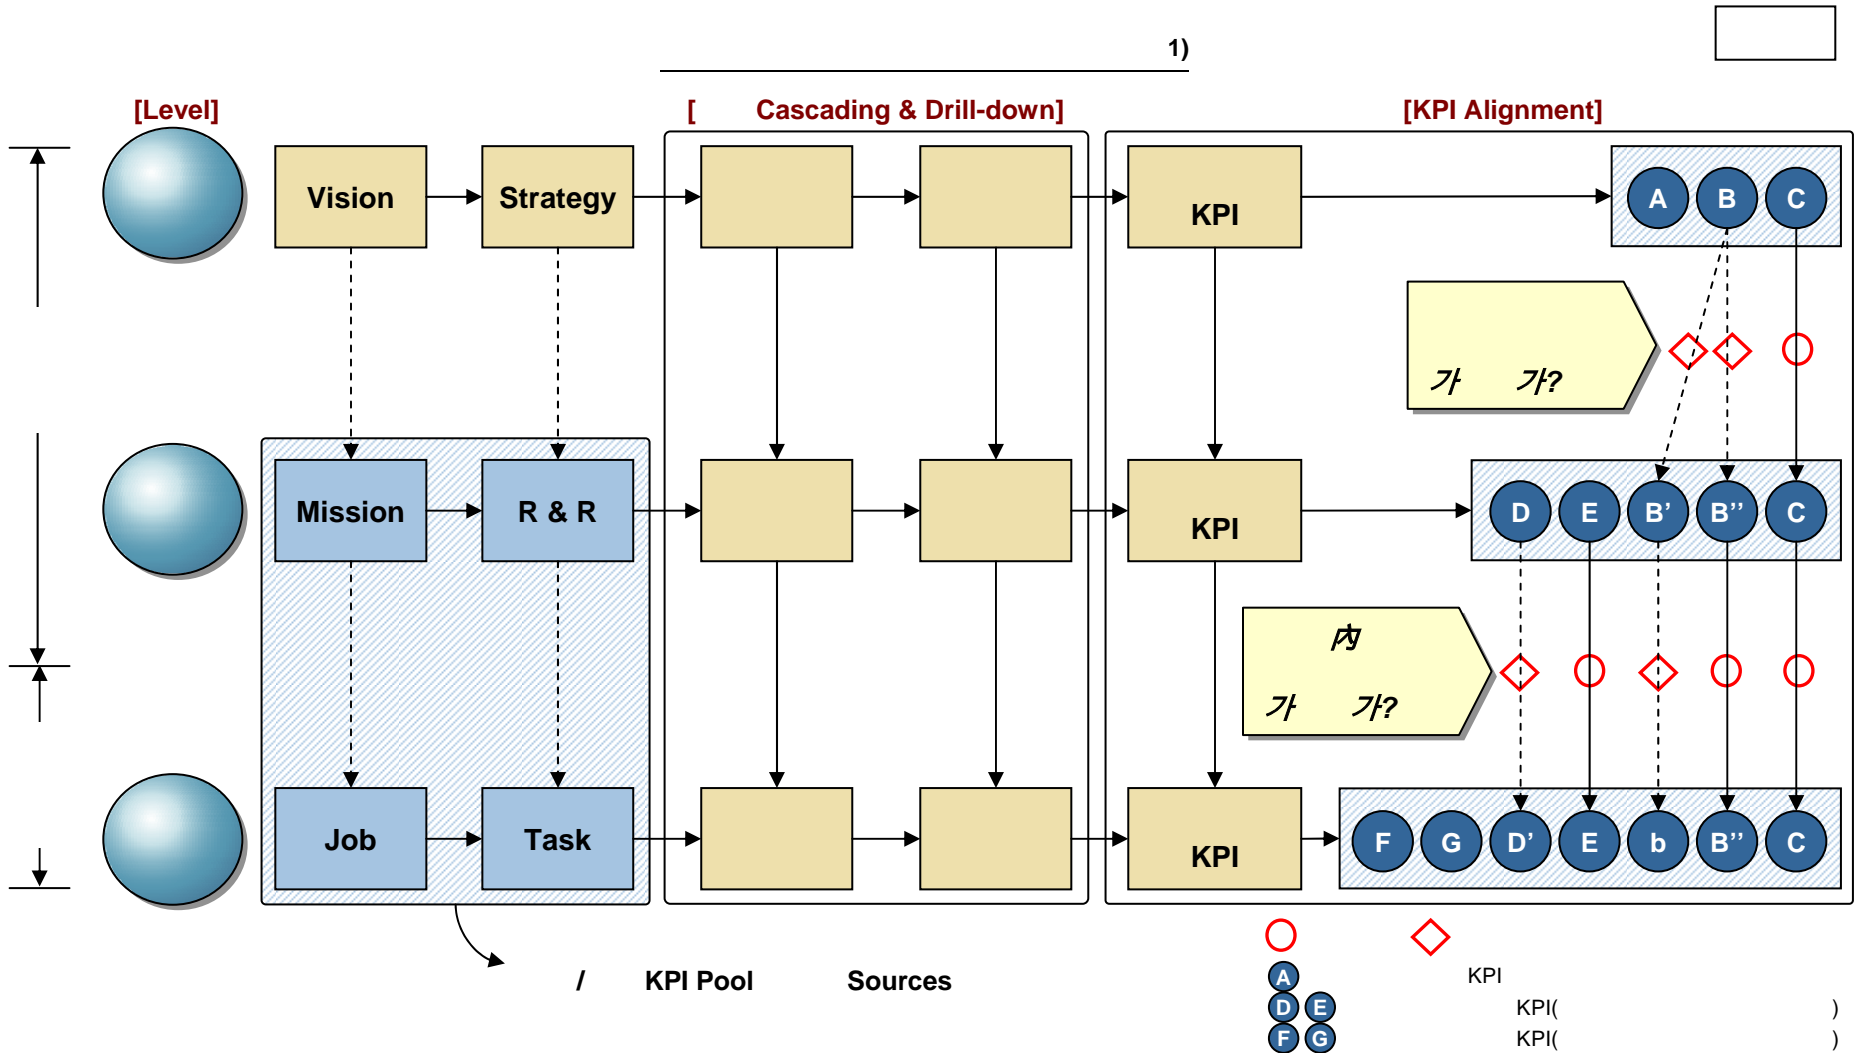 1)
[Level]
[ Cascading & Drill-down]
[KPI Alignment]
Vision
Strategy
KPI
A B C
가 가?
Mission
R & R
KPI
D E B’ B’’ C
内
가 가?
Job
Task
KPI
F G D’ E b B’’ C
/ KPI Pool Sources
A KPI
D E KPI( )
F G KPI( )